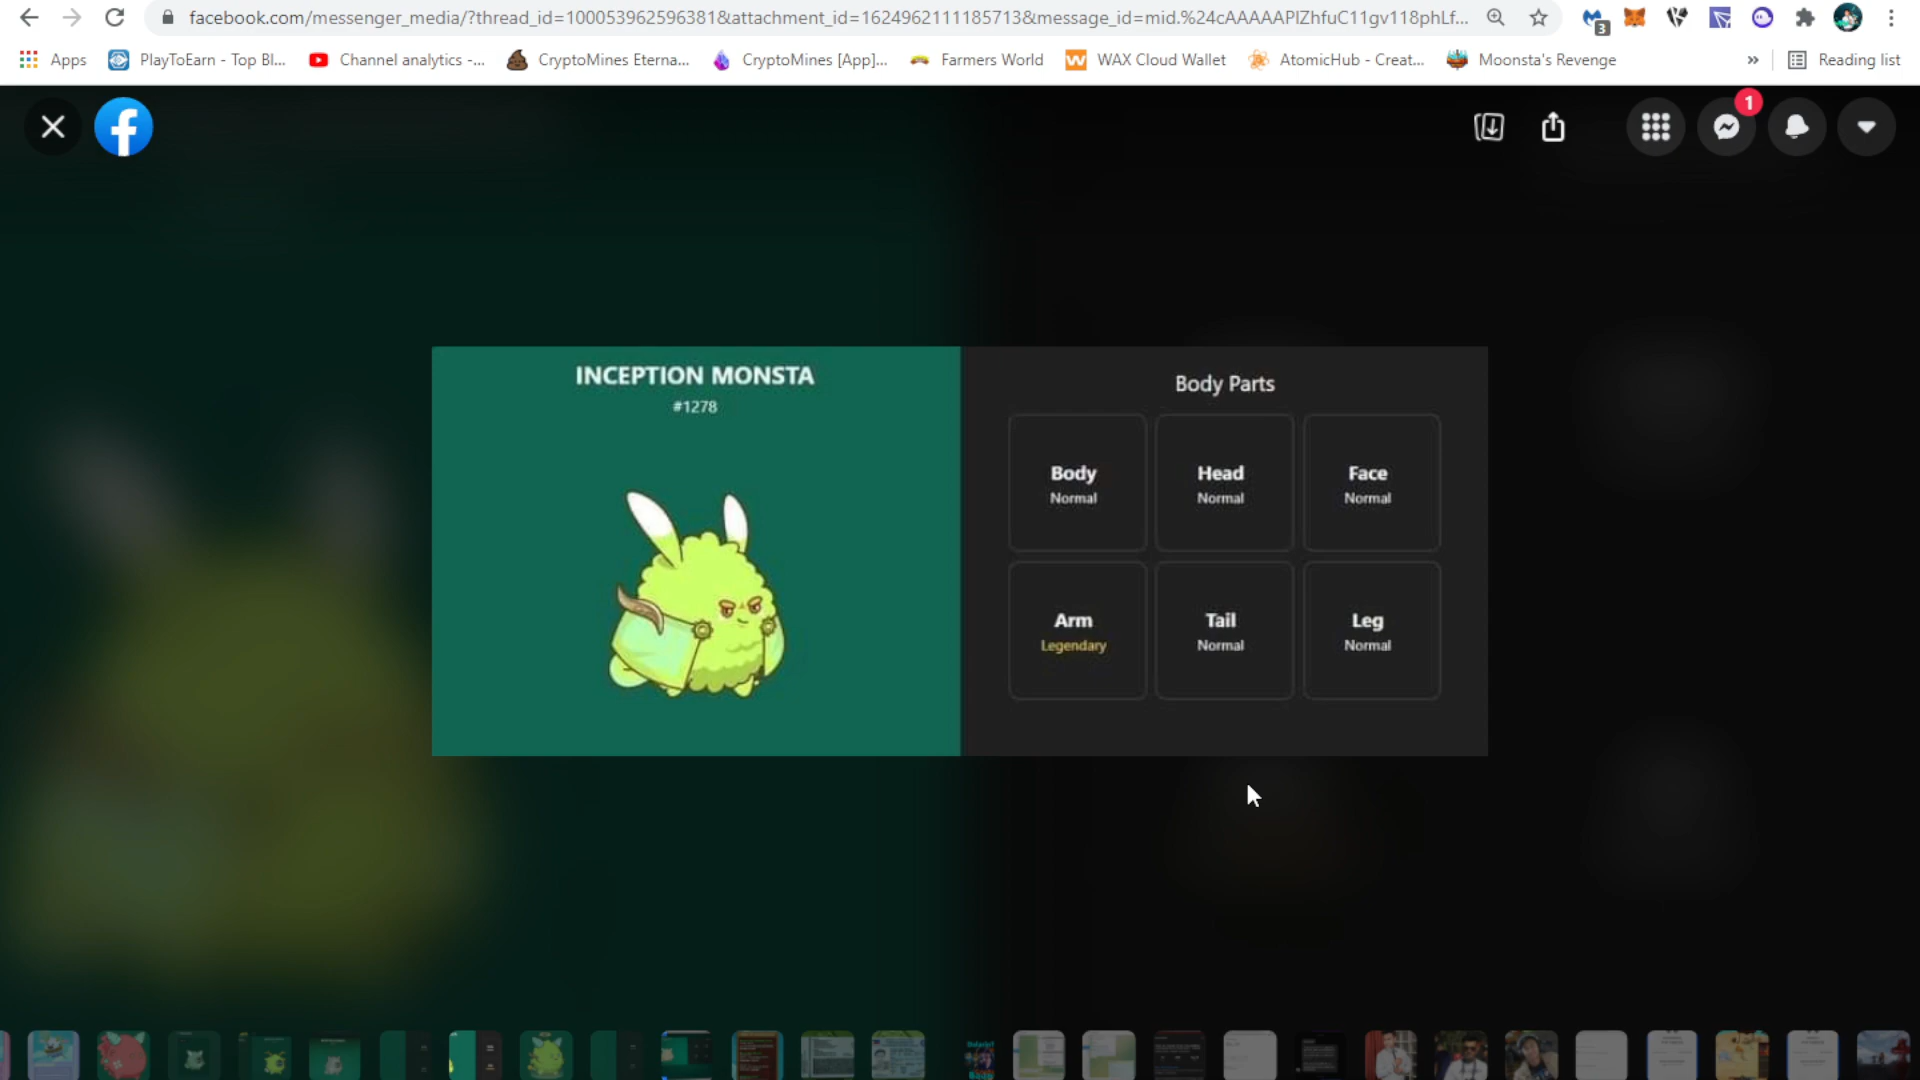 facebook.com/messenger_media/?thread_id=100053962596381&attachment_id=1624962111185713&message_id=mid.%24cAAAAAPlZhfuC11gv118phLf...
3
Apps PlayToEarn - Top Bl... Channel analytics -... CryptoMines Eterna... CryptoMines [App]... Farmers World WAX Cloud Wallet AtomicHub - Creat... Moonsta's Revenge » Reading list
1
INCEPTION MONSTA
#1278
Body Parts
Body Head Face
Normal Normal Normal
Arm Tail Leg
Legendary Normal Normal